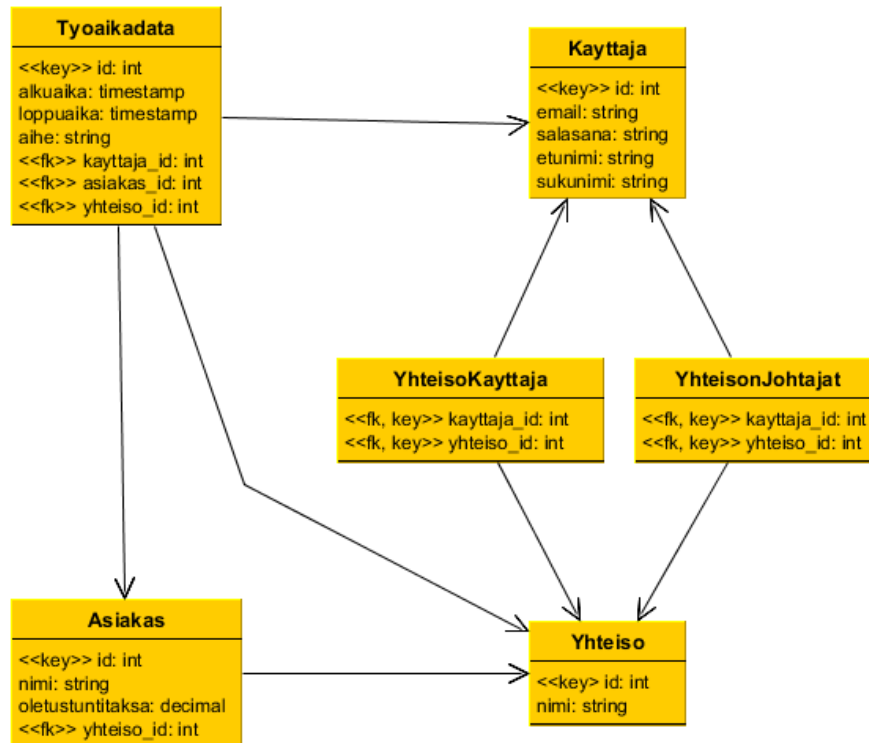 Tyoaikadata
<<key>> id: int
alkuaika: timestamp
loppuaika: timestamp
aihe: string
<<fk>> kayttaja_id: int
<<fk>> asiakas_id: int
<<fk>> yhteiso_id: int
Kayttaja
<<key>> id: int
email: string
salasana: string
etunimi: string
sukunimi: string
YhteisoKayttaja
<<fk, key>> kayttaja_id: int
<<fk, key>> yhteiso_id: int
YhteisonJohtajat
<<fk, key>> kayttaja_id: int
<<fk, key>> yhteiso_id: int
Asiakas
<<key>> id: int
nimi: string
oletustuntitaksa: decimal
<<fk>> yhteiso_id: int
Yhteiso
<<key> id: int
nimi: string